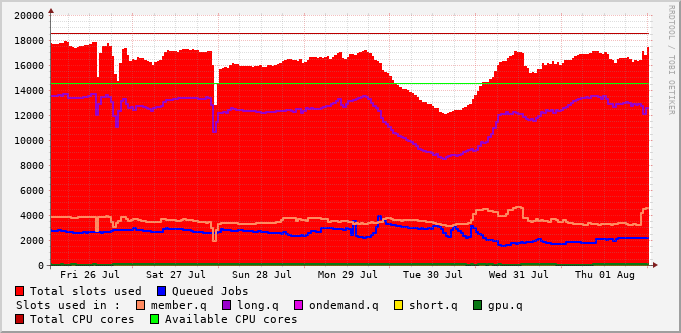 20000
18000
16000
14000
12000
10000
8000
6000
4000
2000
0
Fri 26 Jul Sat 27 Jul Sun 28 Jul Mon 29 Jul Tue 30 Jul Wed 31 Jul Thu 01 Aug
RRDTOOL / TOBI OETIKER
Total slots used Queued Jobs
Slots used in : member.q long.q ondemand.q short.q gpu.q
Total CPU cores Available CPU cores